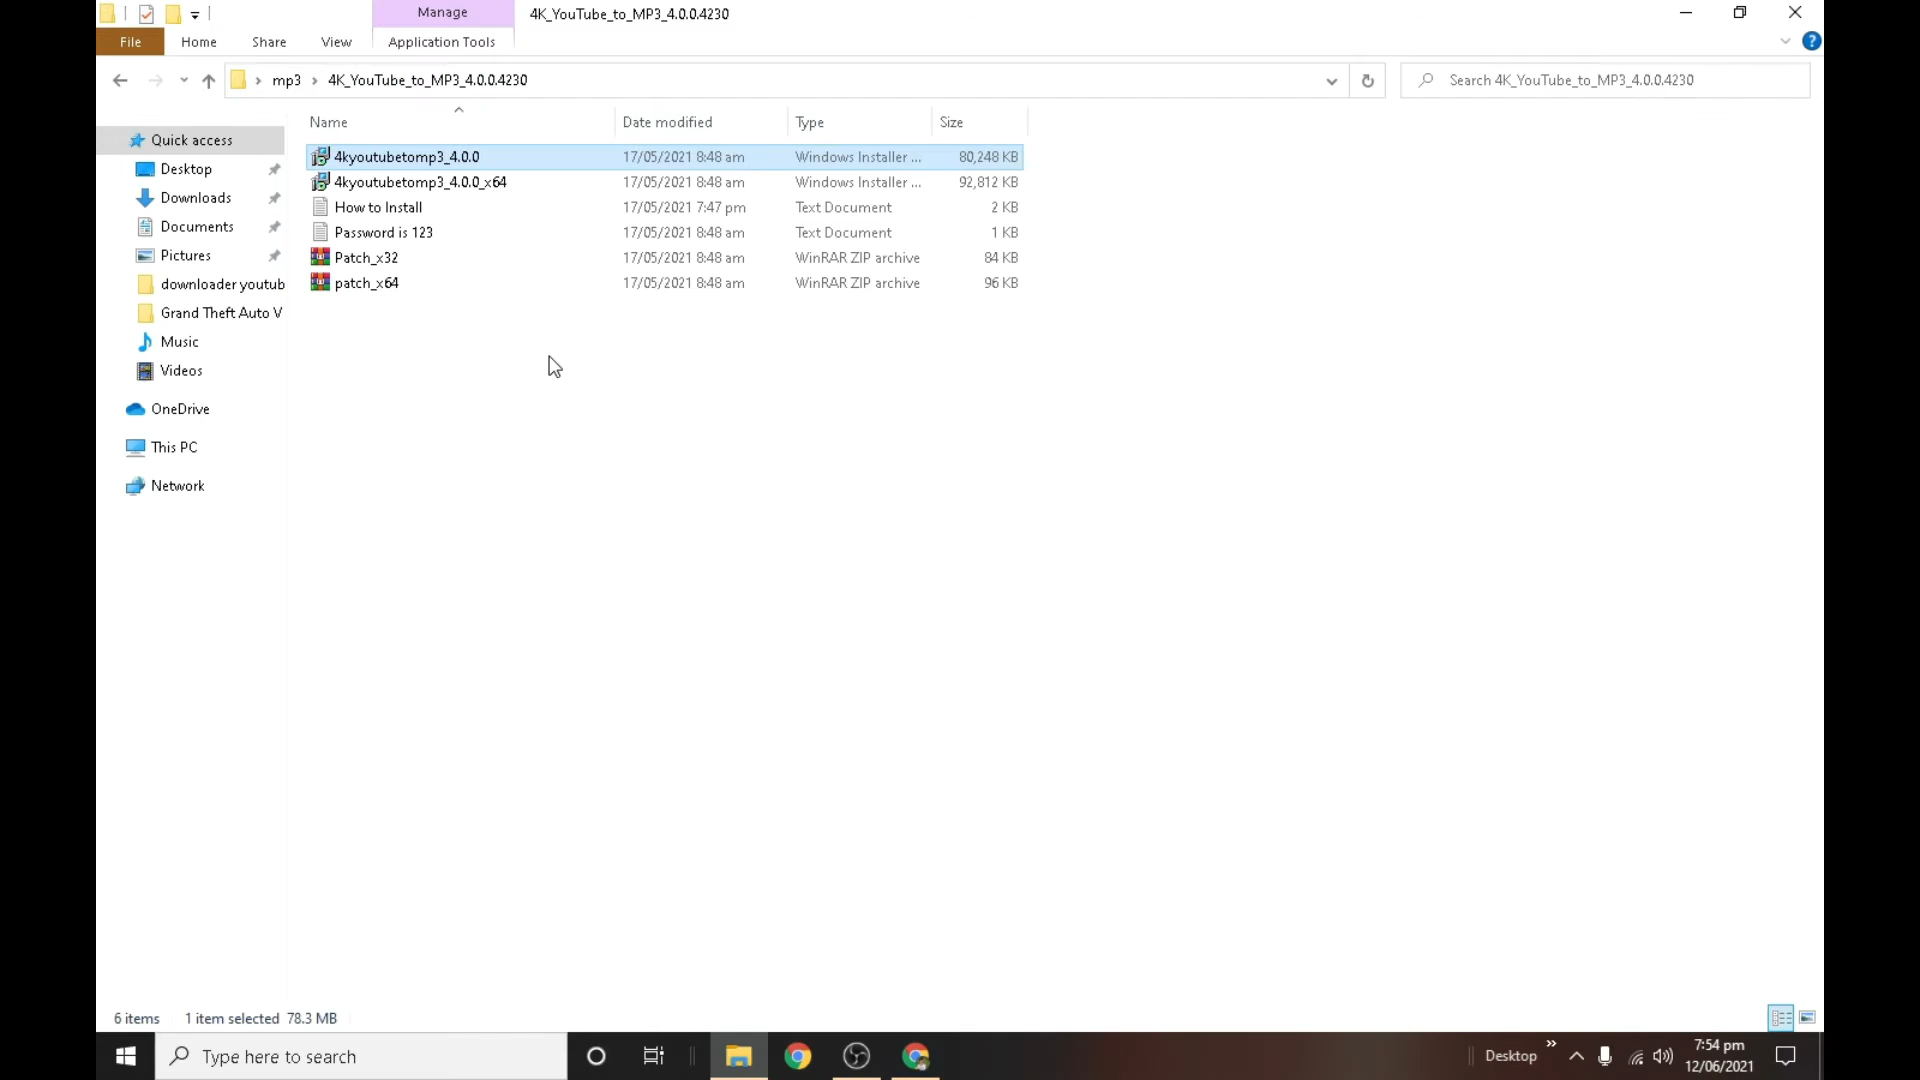 Manage
4K_YouTube_to_MP3_4.0.0.4230
File
Home
Share
View
Application Tools
mp3
4K_YouTube_to_MP3_4.0.0.4230
Search 4K_YouTube_to_MP3_4.0.0.4230
Name
Date modified
Type
Size
Quick access
Desktop
Downloads
Documents
Pictures
downloader youtub
Grand Theft Auto V
Music
Videos
OneDrive
This PC
Network
4kyoutubetomp3_4.0.0 17/05/2021 8:48 am Windows Installer ... 80,248 KB
4kyoutubetomp3_4.0.0_x64 17/05/2021 8:48 am Windows Installer ... 92,812 KB
How to Install 17/05/2021 7:47 pm Text Document 2 KB
Password is 123 17/05/2021 8:48 am Text Document 1 KB
Patch_x32 17/05/2021 8:48 am WinRAR ZIP archive 84 KB
patch_x64 17/05/2021 8:48 am WinRAR ZIP archive 96 KB
6 items 1 item selected 78.3 MB
Type here to search
Desktop
7:54 pm
12/06/2021